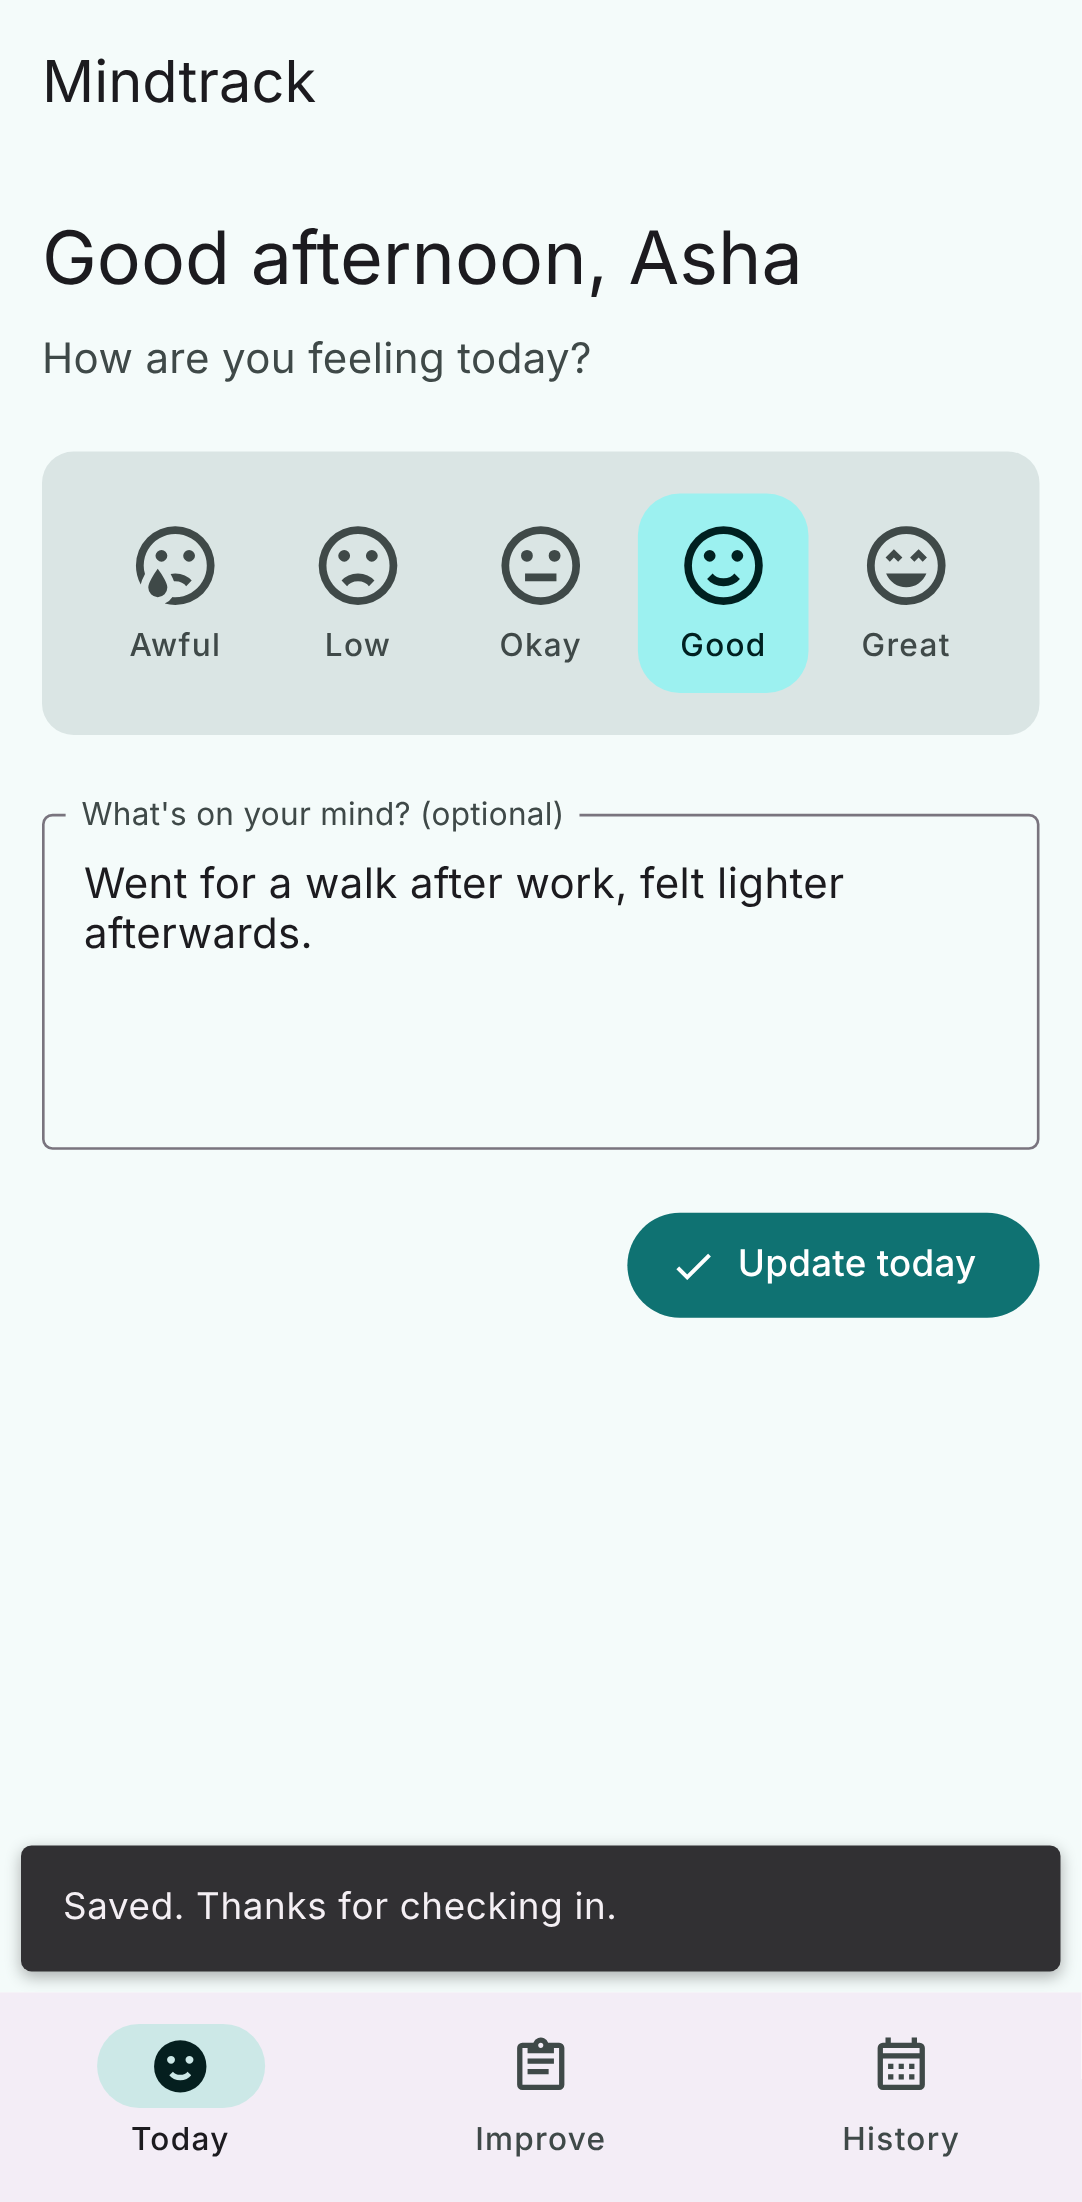 Mindtrack
Good afternoon, Asha
How are you feeling today?
Awful Low Okay Good Great
What's on your mind? (optional)
Went for a walk after work, felt lighter
afterwards.
Update today
Saved. Thanks for checking in.
Today Improve History